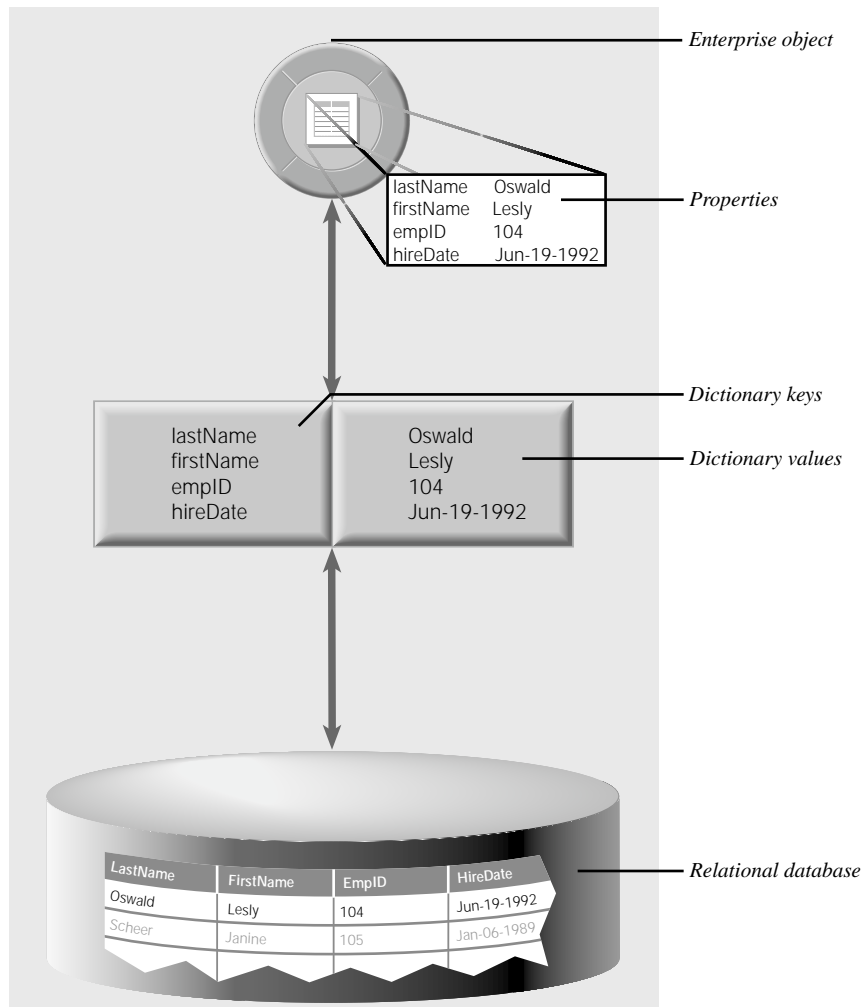 Enterprise object
lastName Oswald
firstName Lesly
empID 104
hireDate Jun-19-1992
Properties
Dictionary keys
lastName Oswald
firstName Lesly
empID 104
hireDate Jun-19-1992
Dictionary values
Relational database
LastName FirstName EmpID HireDate
Oswald Lesly 104 Jun-19-1992
Scheer Janine 105 Jan-06-1989